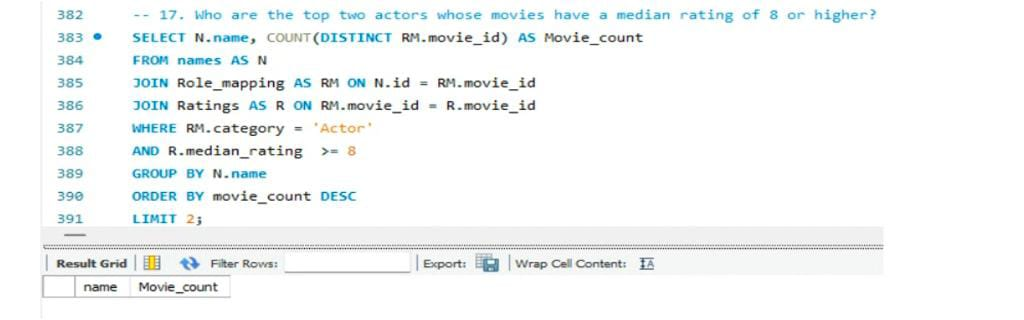 382 -- 17. Who are the top two actors whose movies have a median rating of 8 or higher?
383 SELECT N.name, COUNT(DISTINCT RM.movie_id) AS Movie_count
384 FROM names AS N
385 JOIN Role_mapping AS RM ON N.id = RM.movie_id
386 JOIN Ratings AS R ON RM.movie_id = R.movie_id
387 WHERE RM.category = 'Actor'
388 AND R.median_rating >= 8
389 GROUP BY N.name
390 ORDER BY movie_count DESC
391 LIMIT 2;
Result Grid Filter Rows: Export: Wrap Cell Content: IA
name Movie_count